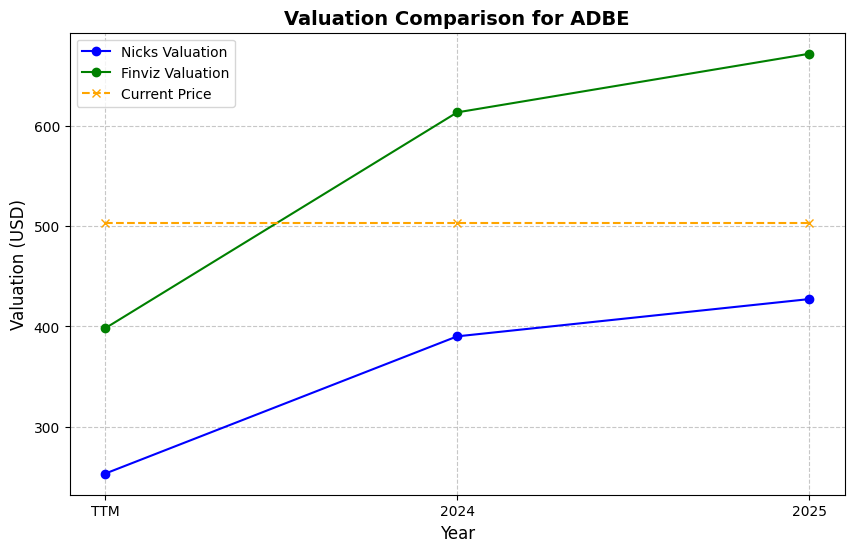 Valuation Comparison for ADBE
Nicks Valuation
Finviz Valuation
Current Price
Valuation (USD)
600
500
400
300
TTM
2024
2025
Year